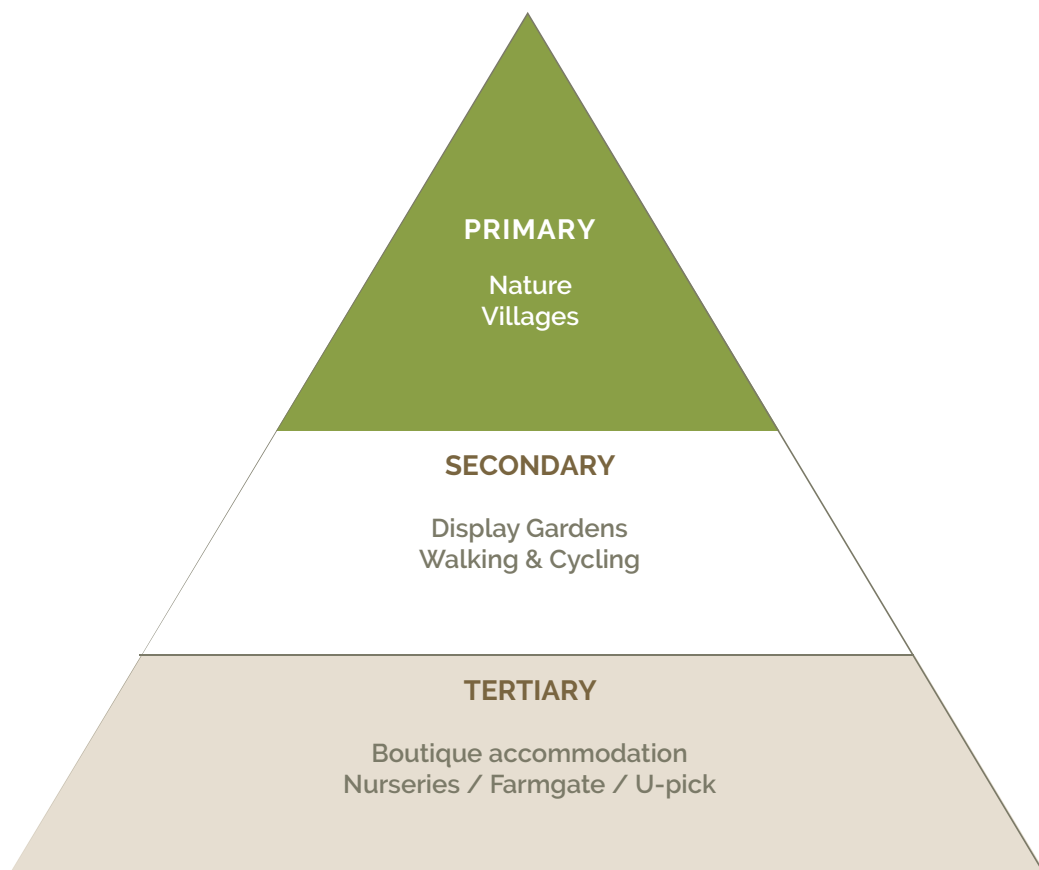 PRIMARY
Nature
Villages
SECONDARY
Display Gardens
Walking & Cycling
TERTIARY
Boutique accommodation
Nurseries / Farmgate / U-pick